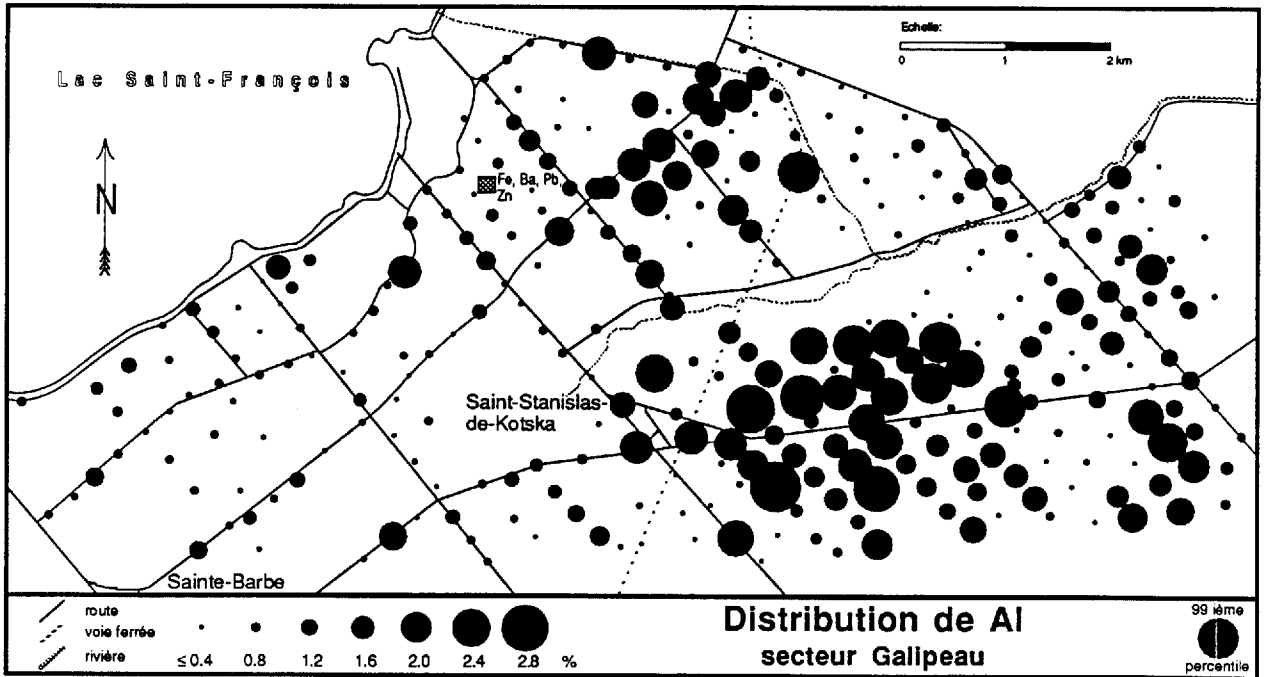 Lac Saint-François
Echelle:
0 1 2 km
N
Fe, Ba, Pb,
Zn
Saint-Stanislas-
de-Kotska
Sainte-Barbe
route
voie ferrée
rivière
≤ 0.4 0.8 1.2 1.6 2.0 2.4 2.8 %
Distribution de Al
secteur Galipeau
99 ième
percentile